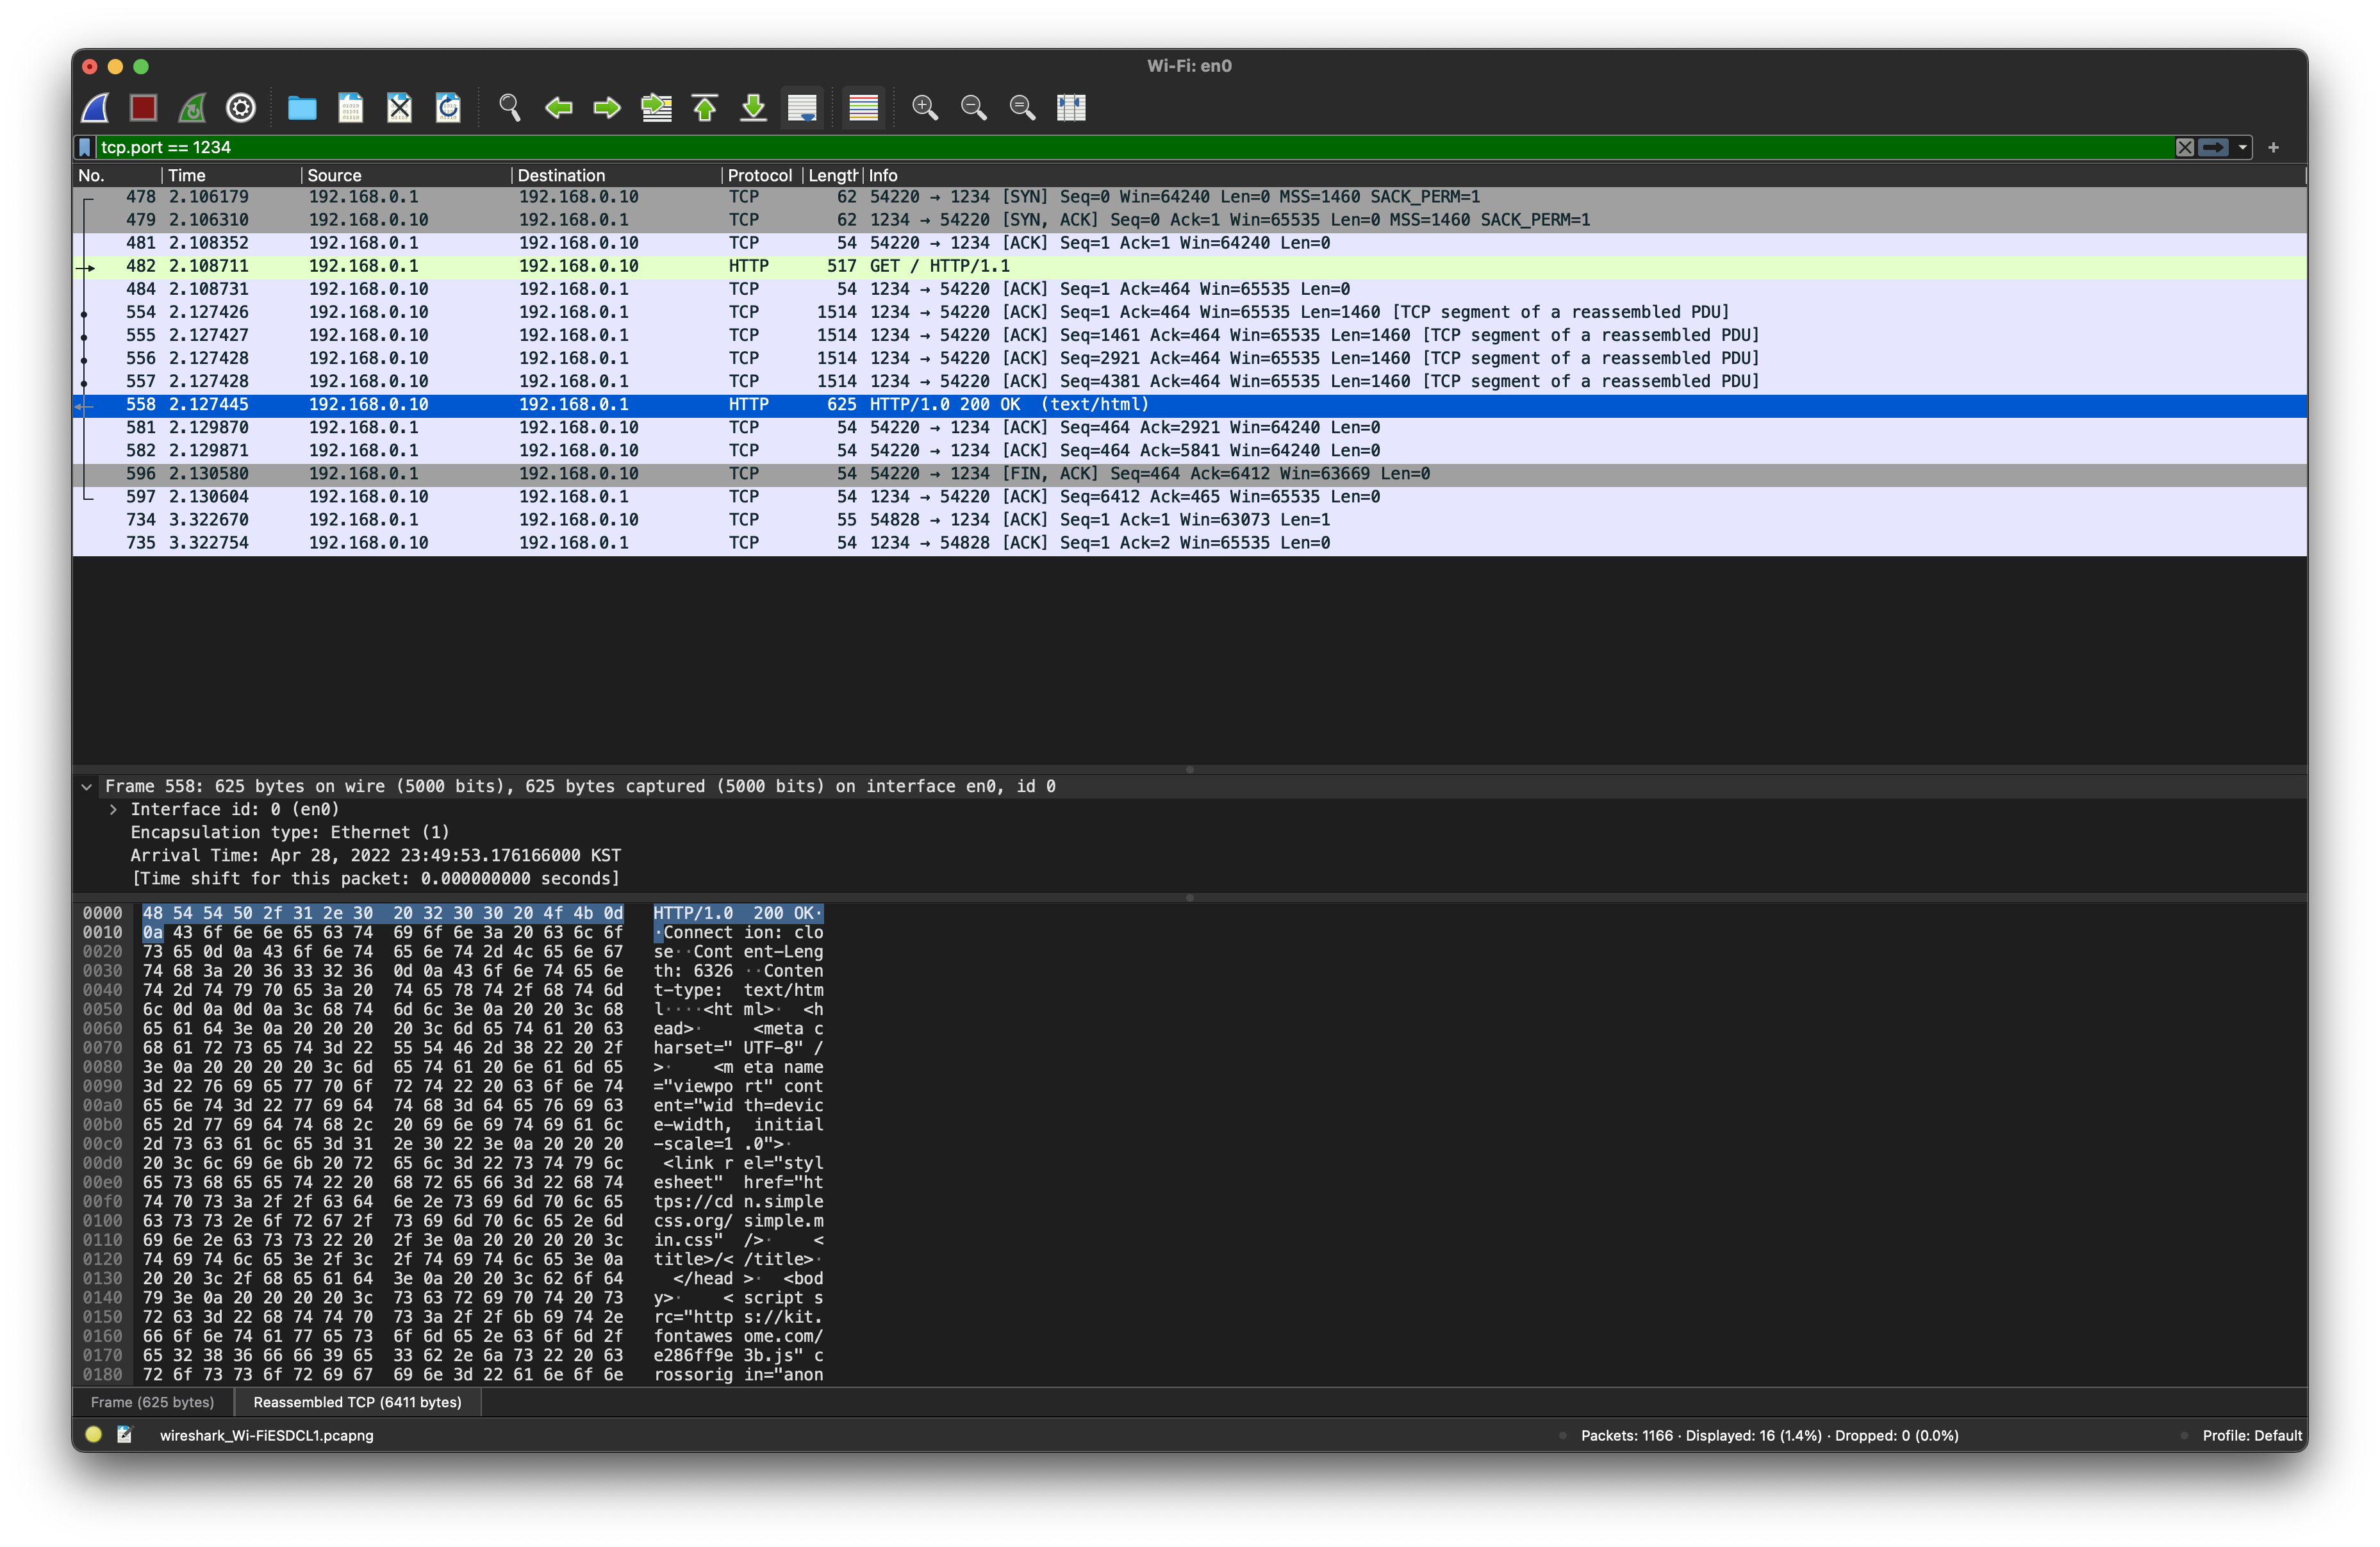 Wi-Fi: en0
tcp.port == 1234
No. Time Source Destination Protocol Length Info
478 2.106179 192.168.0.1 192.168.0.10 TCP 62 54220 → 1234 [SYN] Seq=0 Win=64240 Len=0 MSS=1460 SACK_PERM=1
479 2.106310 192.168.0.10 192.168.0.1 TCP 62 1234 → 54220 [SYN, ACK] Seq=0 Ack=1 Win=65535 Len=0 MSS=1460 SACK_PERM=1
481 2.108352 192.168.0.1 192.168.0.10 TCP 54 54220 → 1234 [ACK] Seq=1 Ack=1 Win=64240 Len=0
482 2.108711 192.168.0.1 192.168.0.10 HTTP 517 GET / HTTP/1.1
484 2.108731 192.168.0.10 192.168.0.1 TCP 54 1234 → 54220 [ACK] Seq=1 Ack=464 Win=65535 Len=0
554 2.127426 192.168.0.10 192.168.0.1 TCP 1514 1234 → 54220 [ACK] Seq=1 Ack=464 Win=65535 Len=1460 [TCP segment of a reassembled PDU]
555 2.127427 192.168.0.10 192.168.0.1 TCP 1514 1234 → 54220 [ACK] Seq=1461 Ack=464 Win=65535 Len=1460 [TCP segment of a reassembled PDU]
556 2.127428 192.168.0.10 192.168.0.1 TCP 1514 1234 → 54220 [ACK] Seq=2921 Ack=464 Win=65535 Len=1460 [TCP segment of a reassembled PDU]
557 2.127428 192.168.0.10 192.168.0.1 TCP 1514 1234 → 54220 [ACK] Seq=4381 Ack=464 Win=65535 Len=1460 [TCP segment of a reassembled PDU]
558 2.127445 192.168.0.10 192.168.0.1 HTTP 625 HTTP/1.0 200 OK  (text/html)
581 2.129870 192.168.0.1 192.168.0.10 TCP 54 54220 → 1234 [ACK] Seq=464 Ack=2921 Win=64240 Len=0
582 2.129871 192.168.0.1 192.168.0.10 TCP 54 54220 → 1234 [ACK] Seq=464 Ack=5841 Win=64240 Len=0
596 2.130580 192.168.0.1 192.168.0.10 TCP 54 54220 → 1234 [FIN, ACK] Seq=464 Ack=6412 Win=63669 Len=0
597 2.130604 192.168.0.10 192.168.0.1 TCP 54 1234 → 54220 [ACK] Seq=6412 Ack=465 Win=65535 Len=0
734 3.322670 192.168.0.1 192.168.0.10 TCP 55 54828 → 1234 [ACK] Seq=1 Ack=1 Win=63073 Len=1
735 3.322754 192.168.0.10 192.168.0.1 TCP 54 1234 → 54828 [ACK] Seq=1 Ack=2 Win=65535 Len=0
Frame 558: 625 bytes on wire (5000 bits), 625 bytes captured (5000 bits) on interface en0, id 0
Interface id: 0 (en0)
Encapsulation type: Ethernet (1)
Arrival Time: Apr 28, 2022 23:49:53.176166000 KST
[Time shift for this packet: 0.000000000 seconds]
0000 48 54 54 50 2f 31 2e 30 20 32 30 30 20 4f 4b 0d HTTP/1.0 200 OK·
0010 0a 43 6f 6e 6e 65 63 74 69 6f 6e 3a 20 63 6c 6f ·Connect ion: clo
0020 73 65 0d 0a 43 6f 6e 74 65 6e 74 2d 4c 65 6e 67 se··Cont ent-Leng
0030 74 68 3a 20 36 33 32 36 0d 0a 43 6f 6e 74 65 6e th: 6326 ··Conten
0040 74 2d 74 79 70 65 3a 20 74 65 78 74 2f 68 74 6d t-type: text/htm
0050 6c 0d 0a 0d 0a 3c 68 74 6d 6c 3e 0a 20 20 3c 68 l····<ht ml>· <h
0060 65 61 64 3e 0a 20 20 20 20 3c 6d 65 74 61 20 63 ead>· <meta c
0070 68 61 72 73 65 74 3d 22 55 54 46 2d 38 22 20 2f harset=" UTF-8" /
0080 3e 0a 20 20 20 20 3c 6d 65 74 61 20 6e 61 6d 65 >· <m eta name
0090 3d 22 76 69 65 77 70 6f 72 74 22 20 63 6f 6e 74 ="viewpo rt" cont
00a0 65 6e 74 3d 22 77 69 64 74 68 3d 64 65 76 69 63 ent="wid th=devic
00b0 65 2d 77 69 64 74 68 2c 20 69 6e 69 74 69 61 6c e-width, initial
00c0 2d 73 63 61 6c 65 3d 31 2e 30 22 3e 0a 20 20 20 -scale=1 .0">·
00d0 20 3c 6c 69 6e 6b 20 72 65 6c 3d 22 73 74 79 6c <link r el="styl
00e0 65 73 68 65 65 74 22 20 68 72 65 66 3d 22 68 74 esheet" href="ht
00f0 74 70 73 3a 2f 2f 63 64 6e 2e 73 69 6d 70 6c 65 tps://cd n.simple
0100 63 73 73 2e 6f 72 67 2f 73 69 6d 70 6c 65 2e 6d css.org/ simple.m
0110 69 6e 2e 63 73 73 22 20 2f 3e 0a 20 20 20 20 3c in.css" />· <
0120 74 69 74 6c 65 3e 2f 3c 2f 74 69 74 6c 65 3e 0a title>/< /title>·
0130 20 20 3c 2f 68 65 61 64 3e 0a 20 20 3c 62 6f 64 </head >· <bod
0140 79 3e 0a 20 20 20 20 3c 73 63 72 69 70 74 20 73 y>· < script s
0150 72 63 3d 22 68 74 74 70 73 3a 2f 2f 6b 69 74 2e rc="http s://kit.
0160 66 6f 6e 74 61 77 65 73 6f 6d 65 2e 63 6f 6d 2f fontawes ome.com/
0170 65 32 38 36 66 66 39 65 33 62 2e 6a 73 22 20 63 e286ff9e 3b.js" c
0180 72 6f 73 73 6f 72 69 67 69 6e 3d 22 61 6e 6f 6e rossorig in="anon
Frame (625 bytes) Reassembled TCP (6411 bytes)
wireshark_Wi-FiESDCL1.pcapng Packets: 1166 · Displayed: 16 (1.4%) · Dropped: 0 (0.0%) Profile: Default